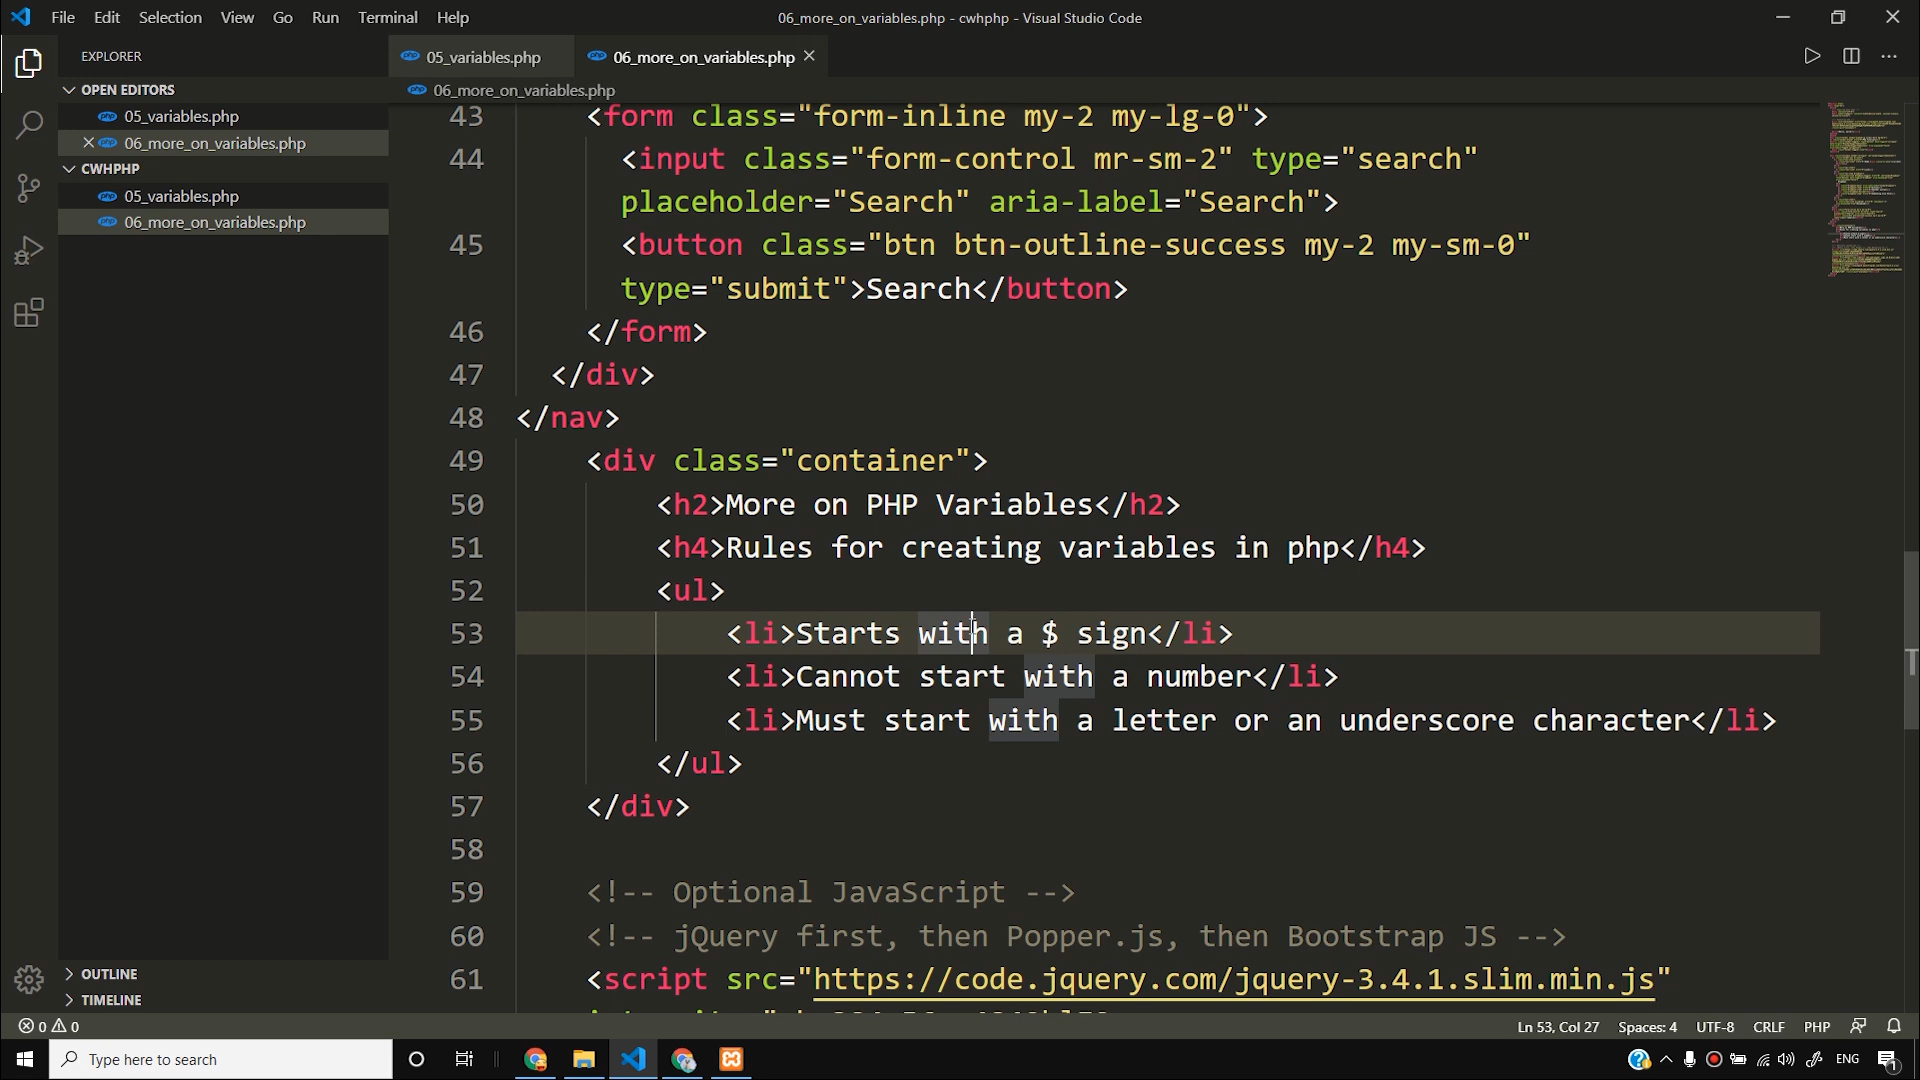 File Edit Selection View Go Run Terminal Help
06_more_on_variables.php - cwhphp - Visual Studio Code
EXPLORER
OPEN EDITORS
05_variables.php
06_more_on_variables.php
CWHPHP
05_variables.php
06_more_on_variables.php
OUTLINE
TIMELINE
05_variables.php
06_more_on_variables.php
06_more_on_variables.php
43 <form class="form-inline my-2 my-lg-0">
44 <input class="form-control mr-sm-2" type="search"
placeholder="Search" aria-label="Search">
45 <button class="btn btn-outline-success my-2 my-sm-0"
type="submit">Search</button>
46 </form>
47 </div>
48 </nav>
49 <div class="container">
50 <h2>More on PHP Variables</h2>
51 <h4>Rules for creating variables in php</h4>
52 <ul>
53 <li>Starts with a $ sign</li>
54 <li>Cannot start with a number</li>
55 <li>Must start with a letter or an underscore character</li>
56 </ul>
57 </div>
58
59 <!-- Optional JavaScript -->
60 <!-- jQuery first, then Popper.js, then Bootstrap JS -->
61 <script src="https://code.jquery.com/jquery-3.4.1.slim.min.js"
0 0
Ln 53, Col 27 Spaces: 4 UTF-8 CRLF PHP
Type here to search
ENG
1